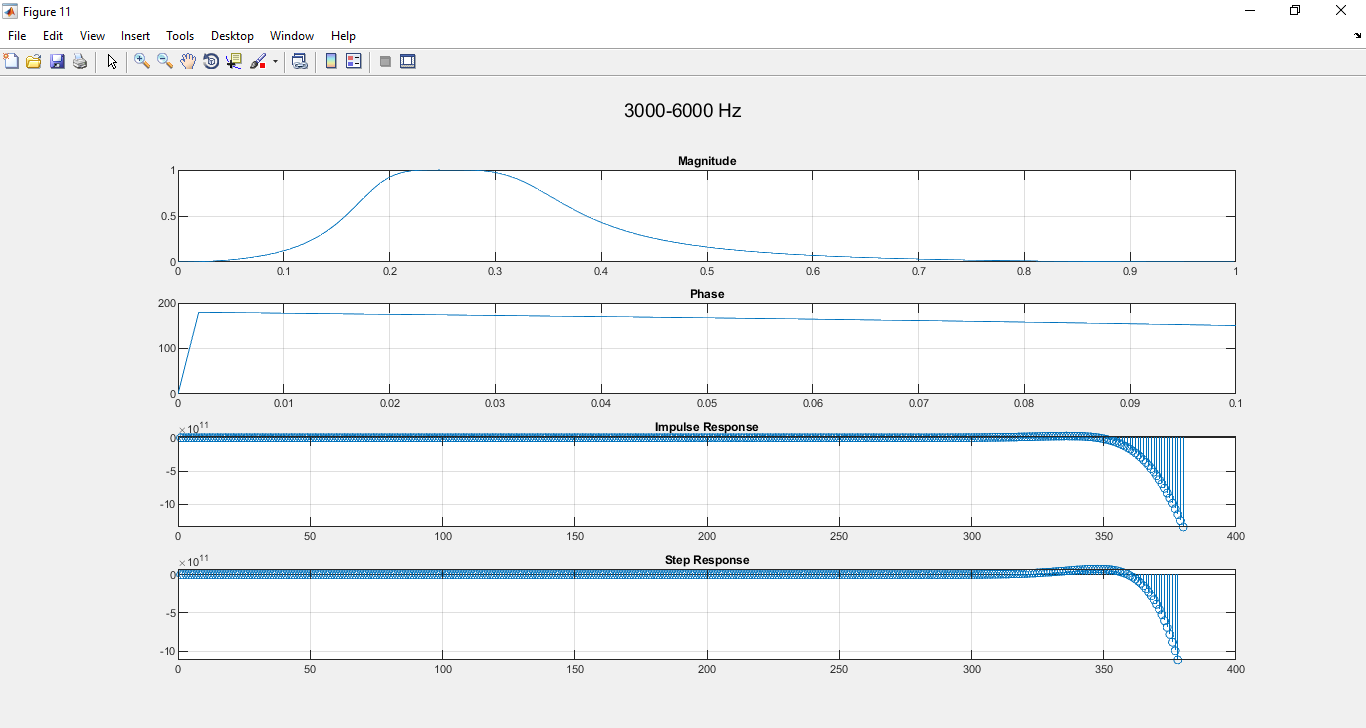 Figure 11
File Edit View Insert Tools Desktop Window Help
3000-6000 Hz
Magnitude
1
0.5
0
0 0.1 0.2 0.3 0.4 0.5 0.6 0.7 0.8 0.9 1
Phase
200
100
0
0 0.01 0.02 0.03 0.04 0.05 0.06 0.07 0.08 0.09 0.1
×10¹¹ Impulse Response
0
-5
-10
0 50 100 150 200 250 300 350 400
×10¹¹ Step Response
0
-5
-10
0 50 100 150 200 250 300 350 400